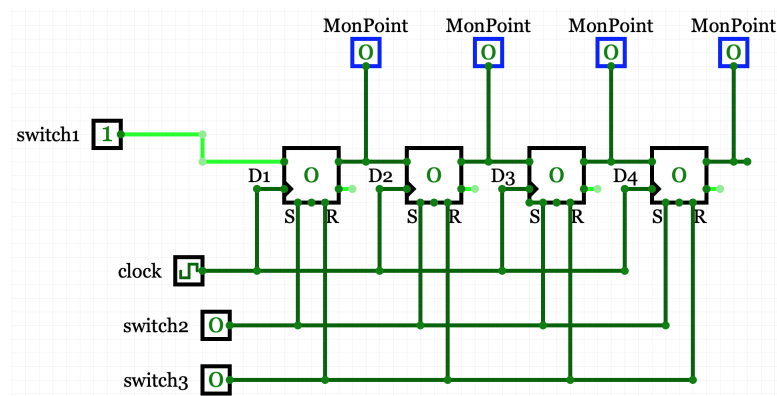 MonPoint MonPoint MonPoint MonPoint
0 0 0 0
switch1 1
0 0 0 0
D1 D2 D3 D4
S R S R S R S R
clock
switch2 0
switch3 0